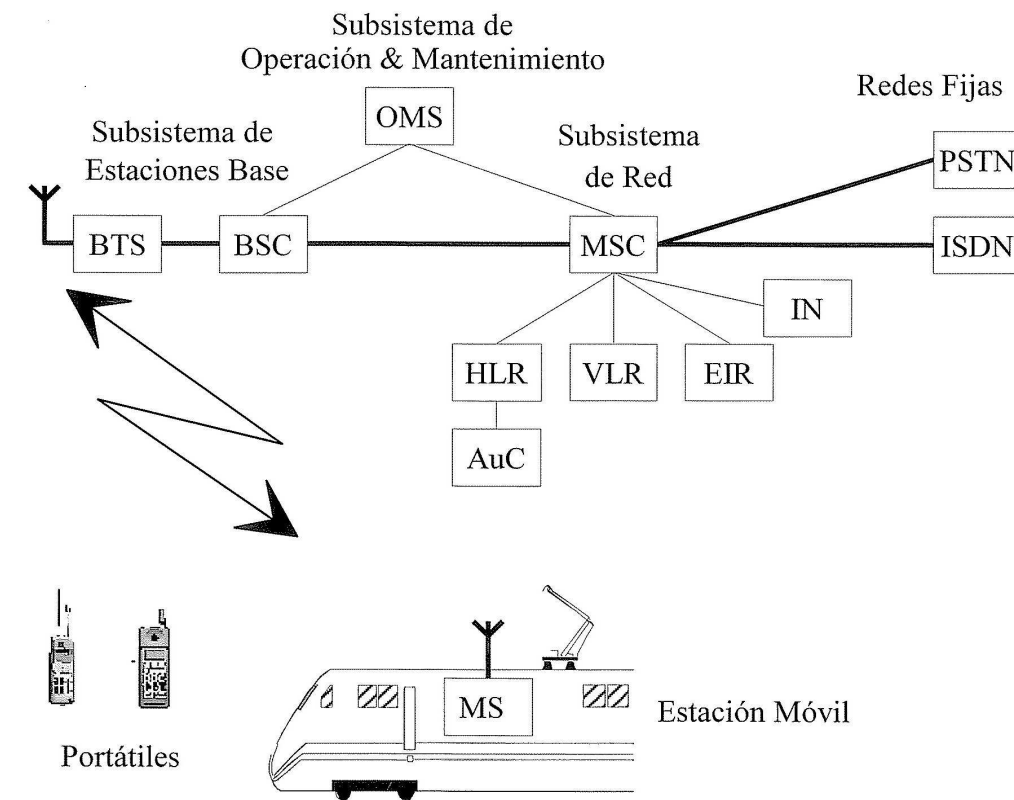 Subsistema de
Operación & Mantenimiento
Redes Fijas
OMS
Subsistema de
Estaciones Base
Subsistema
de Red
PSTN
BTS
BSC
MSC
ISDN
IN
HLR
VLR
EIR
AuC
MS
Estación Móvil
Portátiles